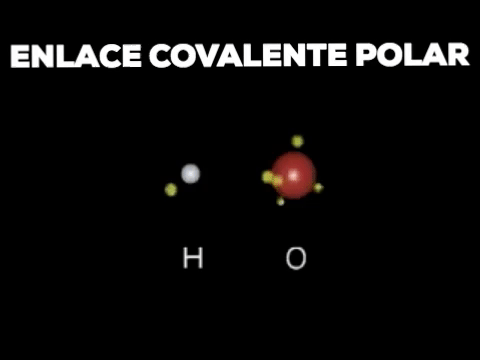 ENLACE COVALENTE POLAR
H O